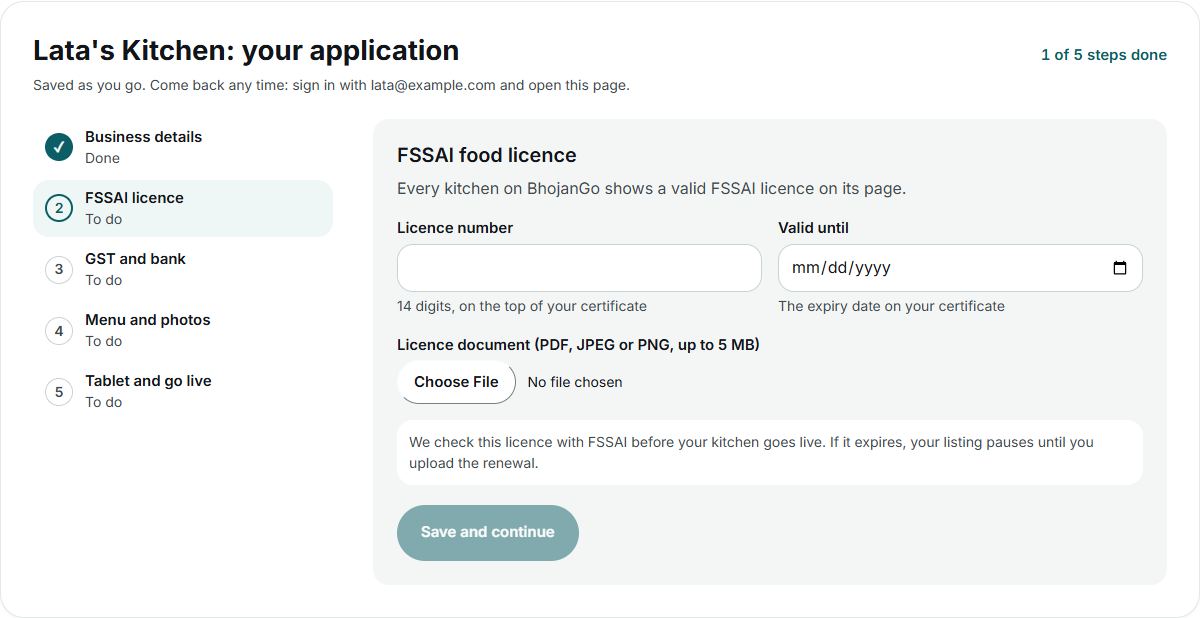 Lata's Kitchen: your application
1 of 5 steps done
Saved as you go. Come back any time: sign in with lata@example.com and open this page.
Business details
Done
2
FSSAI licence
To do
3
GST and bank
To do
4
Menu and photos
To do
5
Tablet and go live
To do
FSSAI food licence
Every kitchen on BhojanGo shows a valid FSSAI licence on its page.
Licence number
Valid until
mm/dd/yyyy
14 digits, on the top of your certificate
The expiry date on your certificate
Licence document (PDF, JPEG or PNG, up to 5 MB)
Choose File
No file chosen
We check this licence with FSSAI before your kitchen goes live. If it expires, your listing pauses until you
upload the renewal.
Save and continue